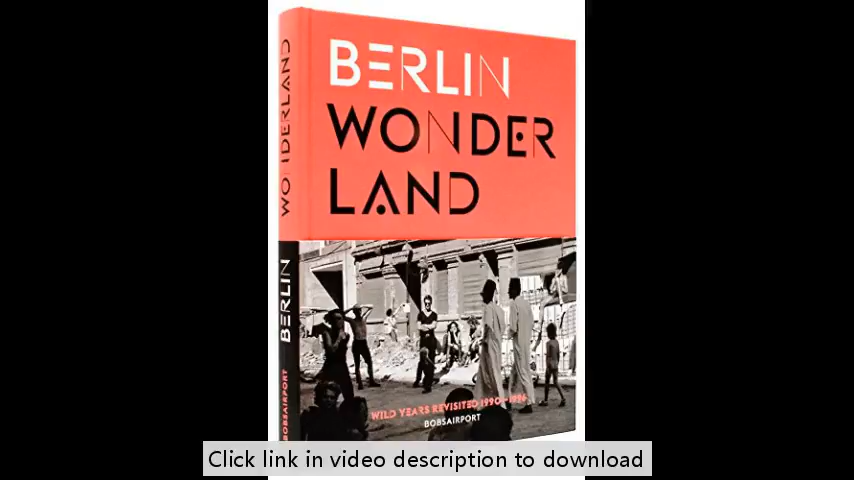 BERLIN
WONDER
LAND
WILD YEARS REVISITED 1990–1996
BOBSAIRPORT
BERLIN WONDERLAND
BOBSAIRPORT
Click link in video description to download